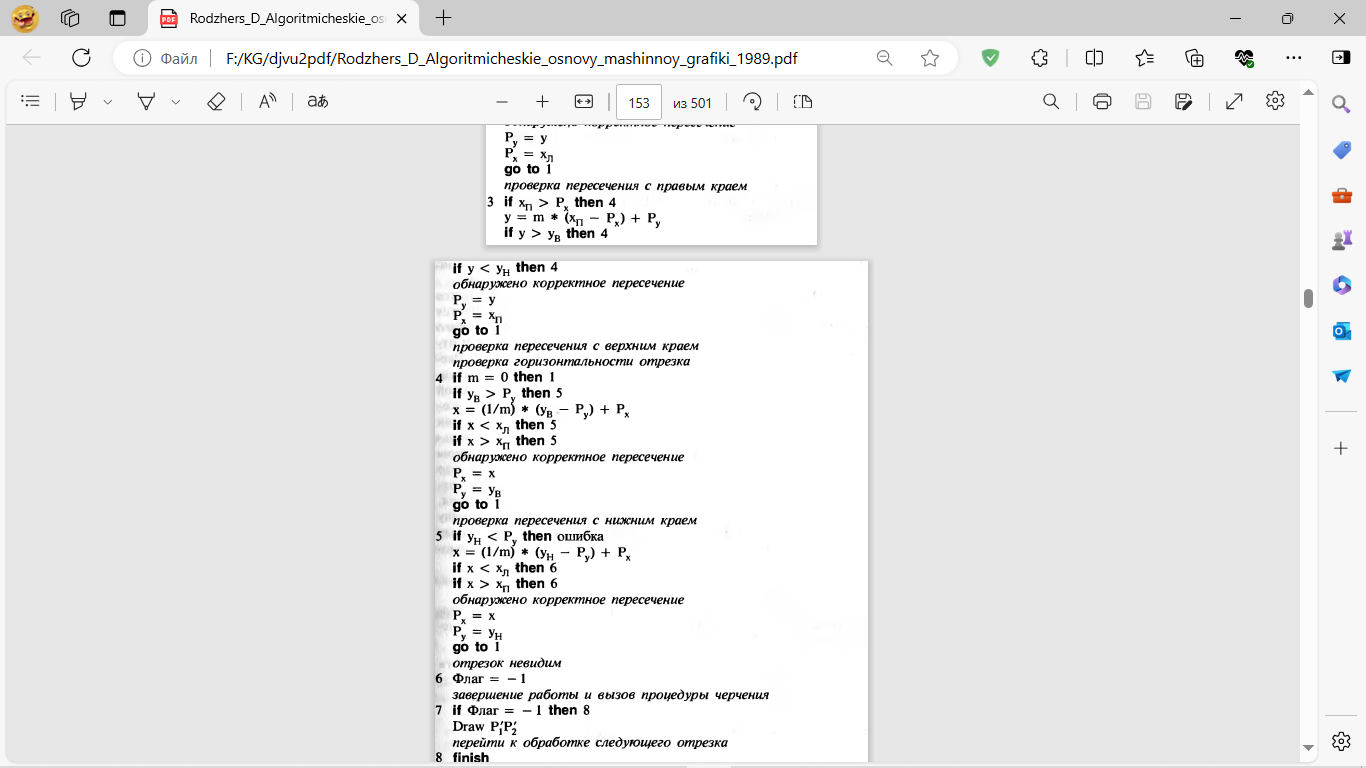 Rodzhers_D_Algoritmicheskie_os
Файл
F:/KG/djvu2pdf/Rodzhers_D_Algoritmicheskie_osnovy_mashinnoy_grafiki_1989.pdf
аあ
153 из 501
обнаружено корректное пересечение
P_y = y
P_x = x_Л
go to 1
проверка пересечения с правым краем
3 if x_П > P_x then 4
y = m * (x_П − P_x) + P_y
if y > y_В then 4
if y < y_Н then 4
обнаружено корректное пересечение
P_y = y
P_x = x_П
go to 1
проверка пересечения с верхним краем
проверка горизонтальности отрезка
4 if m = 0 then 1
if y_В > P_y then 5
x = (1/m) * (y_В − P_y) + P_x
if x < x_Л then 5
if x > x_П then 5
обнаружено корректное пересечение
P_x = x
P_y = y_В
go to 1
проверка пересечения с нижним краем
5 if y_Н < P_y then ошибка
x = (1/m) * (y_Н − P_y) + P_x
if x < x_Л then 6
if x > x_П then 6
обнаружено корректное пересечение
P_x = x
P_y = y_Н
go to 1
отрезок невидим
6 Флаг = − 1
завершение работы и вызов процедуры черчения
7 if Флаг = − 1 then 8
Draw P₁′P₂′
перейти к обработке следующего отрезка
8 finish